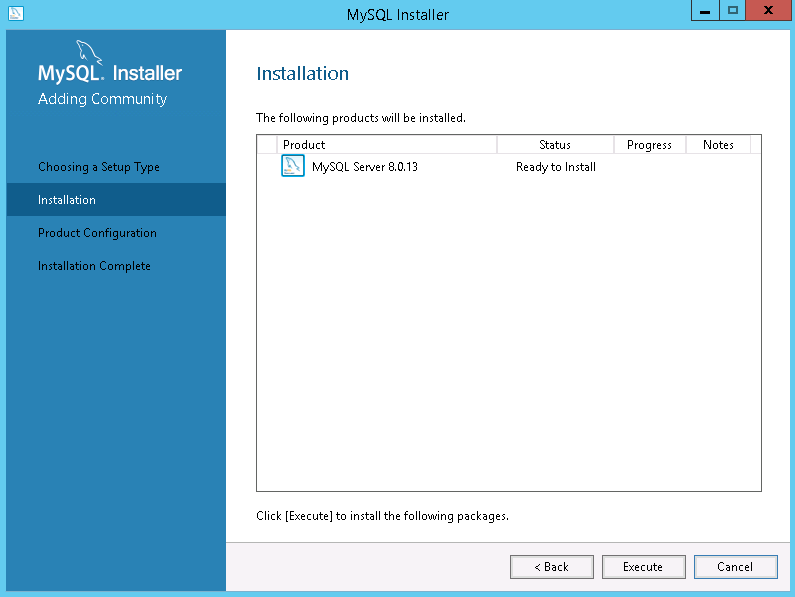 MySQL Installer
MySQL. Installer
Adding Community
Choosing a Setup Type
Installation
Product Configuration
Installation Complete
Installation
The following products will be installed.
Product Status Progress Notes
MySQL Server 8.0.13 Ready to Install
Click [Execute] to install the following packages.
< Back Execute Cancel